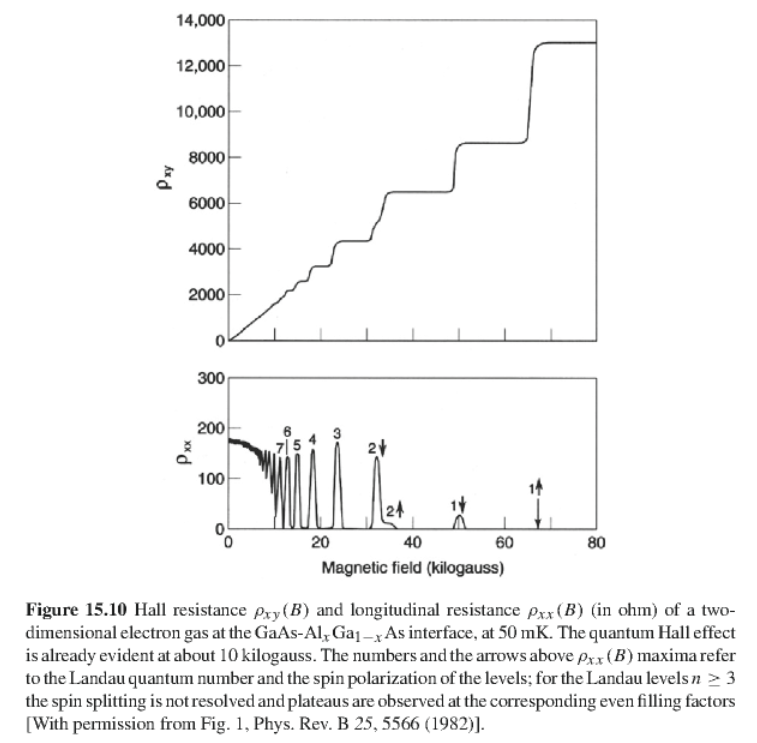 14,000
12,000
10,000
8000
6000
4000
2000
0
ρxy
300
200
100
0
ρxx
7 6 5 4 3 2↓ 2↑ 1↓ 1↑
0 20 40 60 80
Magnetic field (kilogauss)
Figure 15.10 Hall resistance ρxy(B) and longitudinal resistance ρxx(B) (in ohm) of a two-
dimensional electron gas at the GaAs-AlxGa1−xAs interface, at 50 mK. The quantum Hall effect
is already evident at about 10 kilogauss. The numbers and the arrows above ρxx(B) maxima refer
to the Landau quantum number and the spin polarization of the levels; for the Landau levels n ≥ 3
the spin splitting is not resolved and plateaus are observed at the corresponding even filling factors
[With permission from Fig. 1, Phys. Rev. B 25, 5566 (1982)].